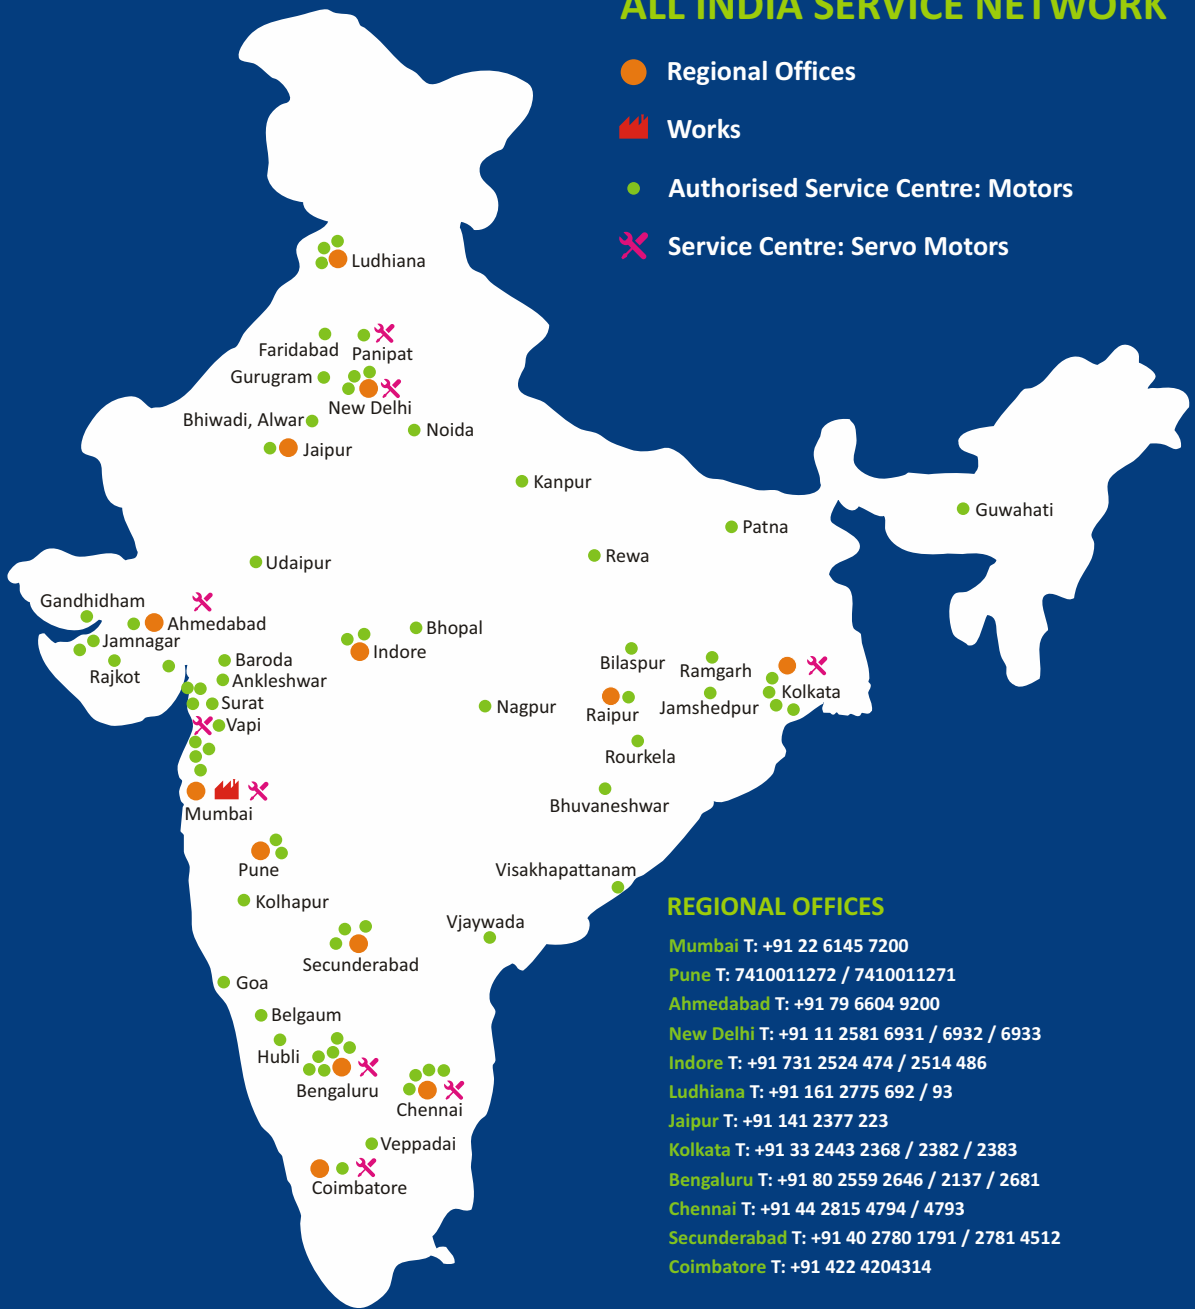 ALL INDIA SERVICE NETWORK
Regional Offices
Works
Authorised Service Centre: Motors
Service Centre: Servo Motors
Ludhiana
Faridabad
Panipat
Gurugram
New Delhi
Bhiwadi, Alwar
Noida
Jaipur
Kanpur
Guwahati
Patna
Rewa
Udaipur
Gandhidham
Ahmedabad
Bhopal
Jamnagar
Indore
Baroda
Bilaspur
Ramgarh
Rajkot
Ankleshwar
Kolkata
Surat
Nagpur
Jamshedpur
Raipur
Vapi
Rourkela
Bhuvaneshwar
Mumbai
Pune
Visakhapattanam
Kolhapur
Vjaywada
Secunderabad
Goa
Belgaum
Hubli
Bengaluru
Chennai
Veppadai
Coimbatore
REGIONAL OFFICES
Mumbai T: +91 22 6145 7200
Pune T: 7410011272 / 7410011271
Ahmedabad T: +91 79 6604 9200
New Delhi T: +91 11 2581 6931 / 6932 / 6933
Indore T: +91 731 2524 474 / 2514 486
Ludhiana T: +91 161 2775 692 / 93
Jaipur T: +91 141 2377 223
Kolkata T: +91 33 2443 2368 / 2382 / 2383
Bengaluru T: +91 80 2559 2646 / 2137 / 2681
Chennai T: +91 44 2815 4794 / 4793
Secunderabad T: +91 40 2780 1791 / 2781 4512
Coimbatore T: +91 422 4204314